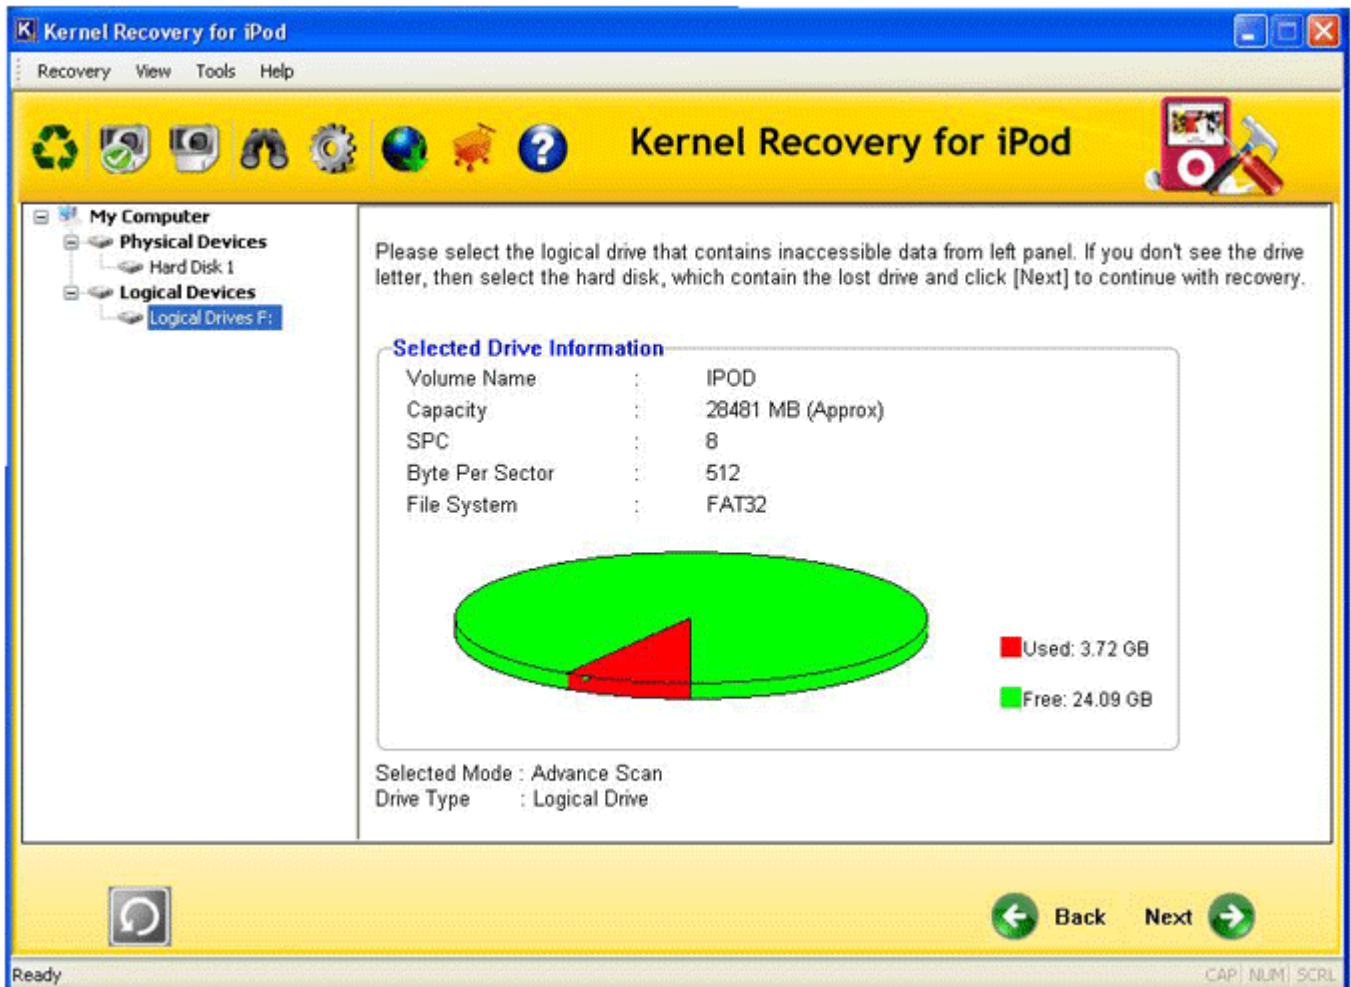 Kernel Recovery for iPod
Recovery View Tools Help
Kernel Recovery for iPod
My Computer
Physical Devices
Hard Disk 1
Logical Devices
Logical Drives F:
Please select the logical drive that contains inaccessible data from left panel. If you don't see the drive
letter, then select the hard disk, which contain the lost drive and click [Next] to continue with recovery.
Selected Drive Information
Volume Name : IPOD
Capacity : 28481 MB (Approx)
SPC : 8
Byte Per Sector : 512
File System : FAT32
Used: 3.72 GB
Free: 24.09 GB
Selected Mode : Advance Scan
Drive Type : Logical Drive
Back Next
Ready CAP NUM SCRL